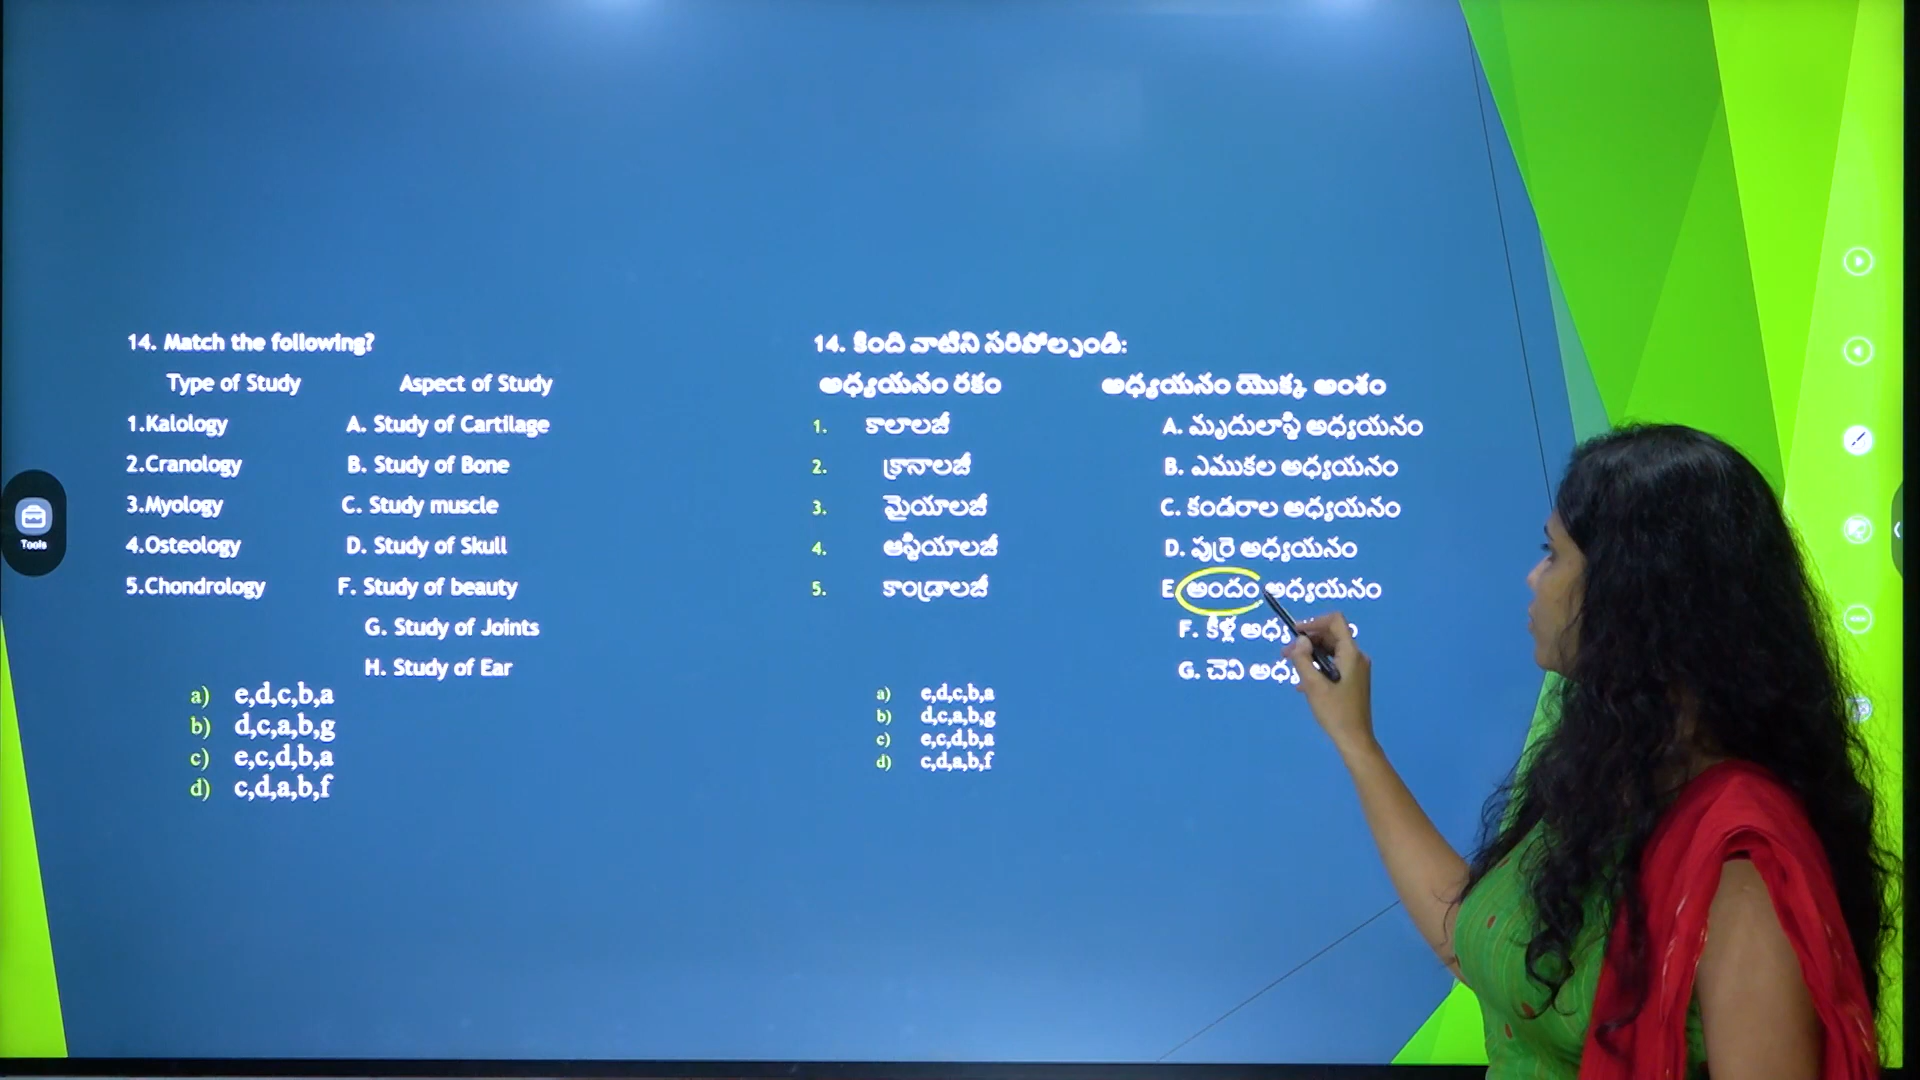 14. Match the following?
Type of Study Aspect of Study
1.Kalology A. Study of Cartilage
2.Cranology B. Study of Bone
3.Myology C. Study muscle
4.Osteology D. Study of Skull
5.Chondrology F. Study of beauty
G. Study of Joints
H. Study of Ear
a) e,d,c,b,a
b) d,c,a,b,g
c) e,c,d,b,a
d) c,d,a,b,f
14. కింది వాటిని సరిపోల్చండి:
అధ్యయనం రకం అధ్యయనం యొక్క అంశం
1. కాలాలజీ A. మృదులాస్థి అధ్యయనం
2. క్రానాలజీ B. ఎముకల అధ్యయనం
3. మైయాలజీ C. కండరాల అధ్యయనం
4. ఆస్టియాలజీ D. పుర్రె అధ్యయనం
5. కాండ్రాలజీ E. అందం అధ్యయనం
F. కీళ్ల
G. చెవి
a) e,d,c,b,a
b) d,c,a,b,g
c) e,c,d,b,a
d) c,d,a,b,f
Tools